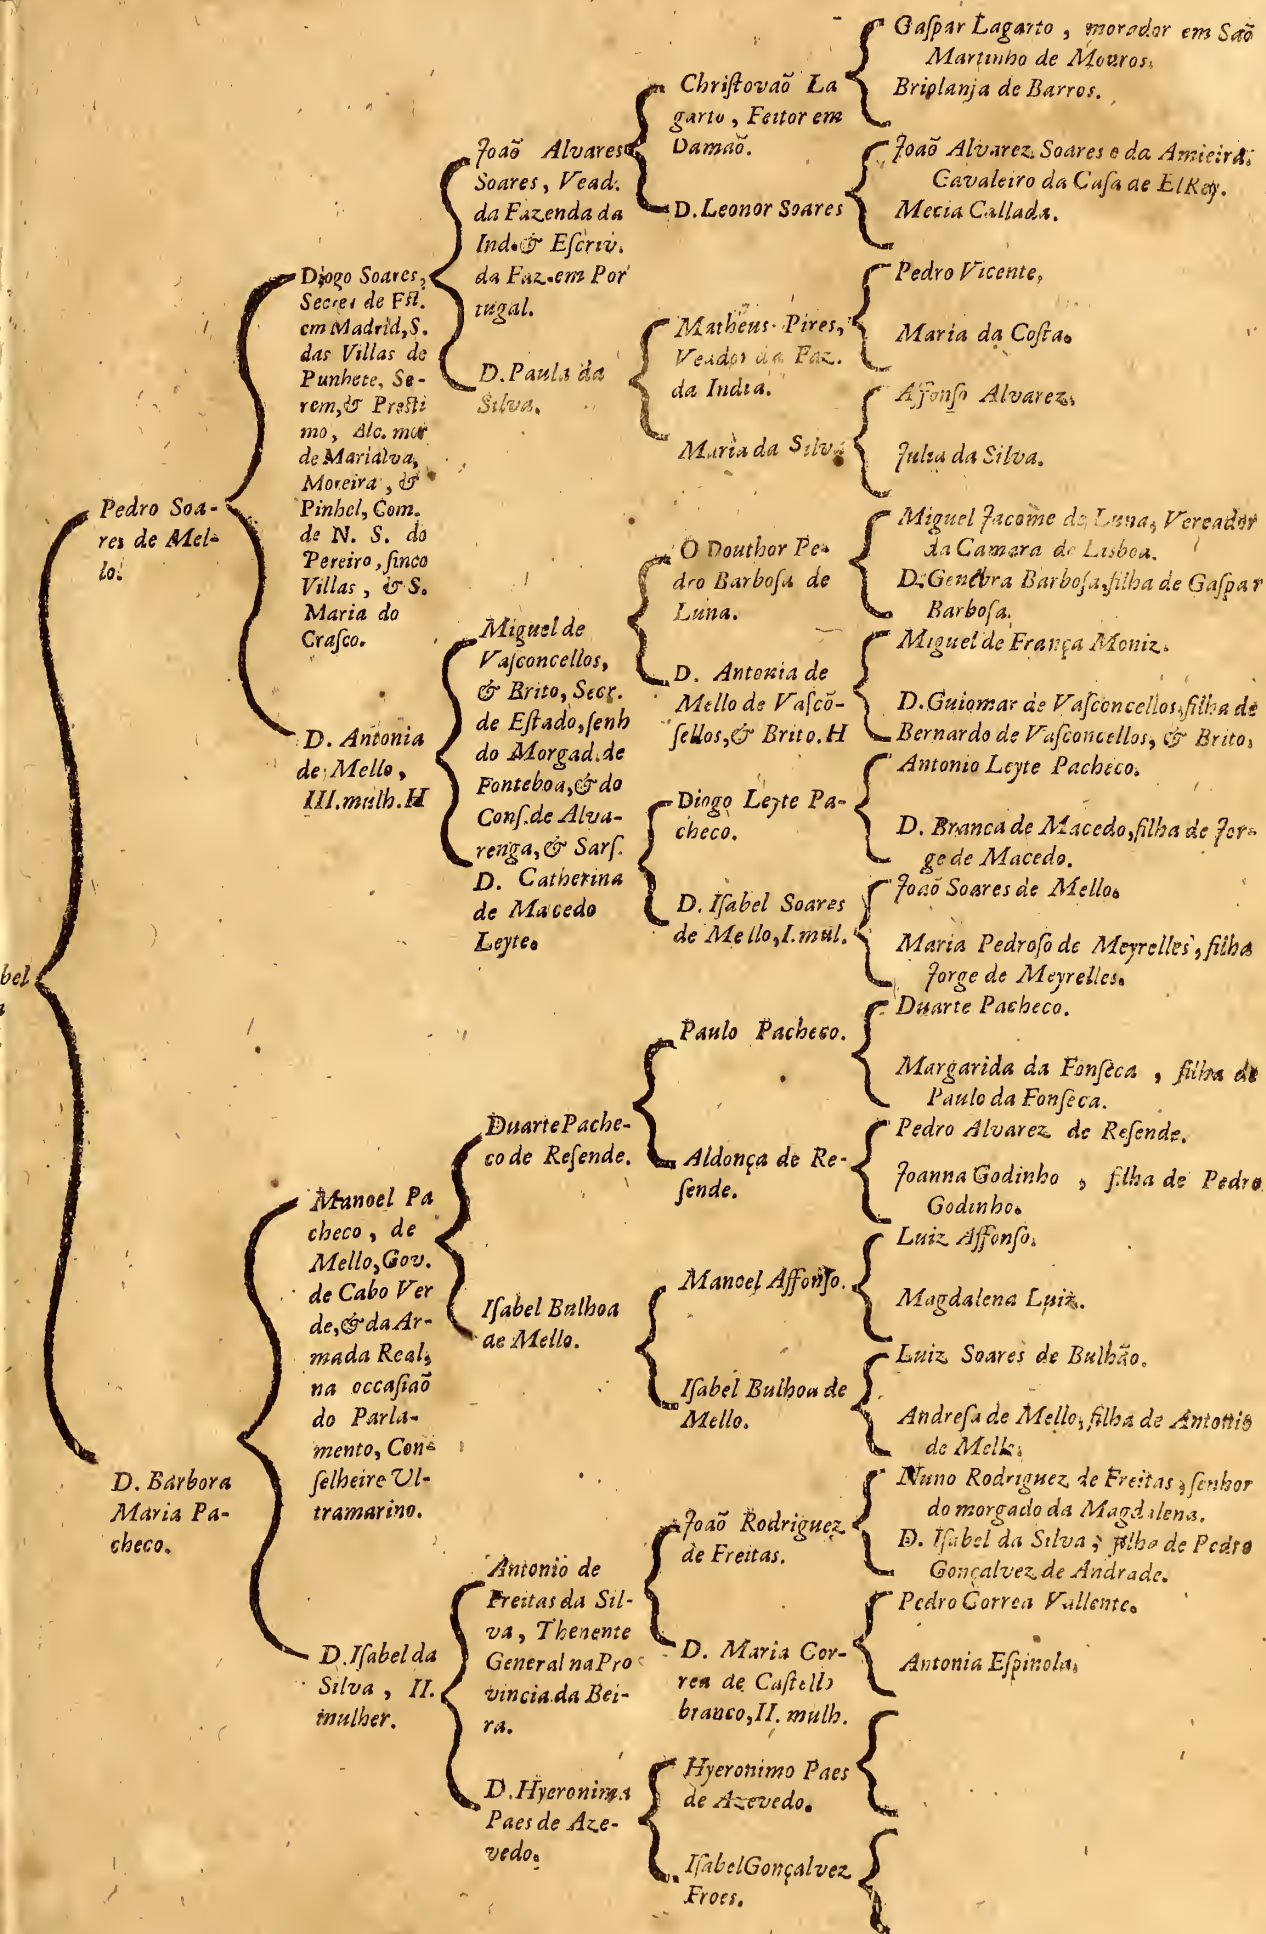 bel
Pedro Soa-
res de Mel-
lo.
D. Barbora
Maria Pa-
checo.
Diogo Soares,
Secret de Est.
em Madrid, S.
das Villas de
Punhete, Se-
rem, & Presti
mo, Alc. mor
de Marialva,
Moreira, &
Pinhel, Com.
de N. S. do
Pereiro, sinco
Villas, & S.
Maria do
Crasco.
D. Antonia
de Mello,
III. mulh. H
Manoel Pa
checo, de
Mello, Gov.
de Cabo Ver
de, & da Ar-
mada Real,
na occasiaõ
do Parla-
mento, Con-
selheire Ul-
tramarino.
D. Isabel da
Silva, II.
mulher.
Joaõ Alvares
Soares, Vead.
da Fazenda da
Ind. & Escriv.
da Faz. em Por
tugal.
D. Paula da
Silva.
Miguel de
Vasconcellos,
& Brito, Secr.
de Estado, senh
do Morgad. de
Fonteboa, & do
Cons. de Alva-
renga, & Sars.
D. Catherina
de Macedo
Leyte.
Duarte Pache-
co de Resende.
Isabel Bulhoa
de Mello.
Antonio de
Freitas da Sil-
va, Thenente
General na Pro
vincia da Bei-
ra.
D. Hyeronima
Paes de Aze-
vedo.
Christovaõ La
garto, Feitor em
Damaõ.
D. Leonor Soares
Matheus Pires,
Veador da Faz.
da India.
Maria da Silva
O Douthor Pe-
dro Barbosa de
Luna.
D. Antonia de
Mello de Vascõ-
sellos, & Brito. H
Diogo Leyte Pa-
checo.
D. Isabel Soares
de Mello, I. mul.
Paulo Pacheco.
Aldonça de Re-
sende.
Manoel Affonso.
Isabel Bulhoa de
Mello.
Joaõ Rodriguez
de Freitas.
D. Maria Cor-
rea de Castello
branco, II. mulh.
Hyeronimo Paes
de Azevedo.
Isabel Gonçalvez
Froes.
Gaspar Lagarto, morador em Saõ
Martinho de Mouros.
Briolanja de Barros.
Joaõ Alvarez Soares o da Amieira,
Cavaleiro da Casa de ElRey.
Mecia Callada.
Pedro Vicente,
Maria da Costa.
Affonso Alvarez.
Julia da Silva.
Miguel Jacome de Luna, Vereador
da Camara de Lisboa.
D. Genebra Barbosa, filha de Gaspar
Barbosa.
Miguel de França Moniz.
D. Guiomar de Vasconcellos, filha de
Bernardo de Vasconcellos, & Brito.
Antonio Leyte Pacheco.
D. Branca de Macedo, filha de Jor-
ge de Macedo.
Joaõ Soares de Mello.
Maria Pedroso de Meyrelles, filha
Jorge de Meyrelles.
Duarte Pacheco.
Margarida da Fonseca, filha de
Paulo da Fonseca.
Pedro Alvarez de Resende.
Joanna Godinho, filha de Pedro
Godinho.
Luiz Affonso.
Magdalena Luiz.
Luiz Soares de Bulhão.
Andresa de Mello, filha de Antonio
de Mello.
Nuno Rodriguez de Freitas, senhor
do morgado da Magdalena.
D. Isabel da Silva, filha de Pedro
Gonçalvez de Andrade.
Pedro Correa Vallente.
Antonia Espinola.